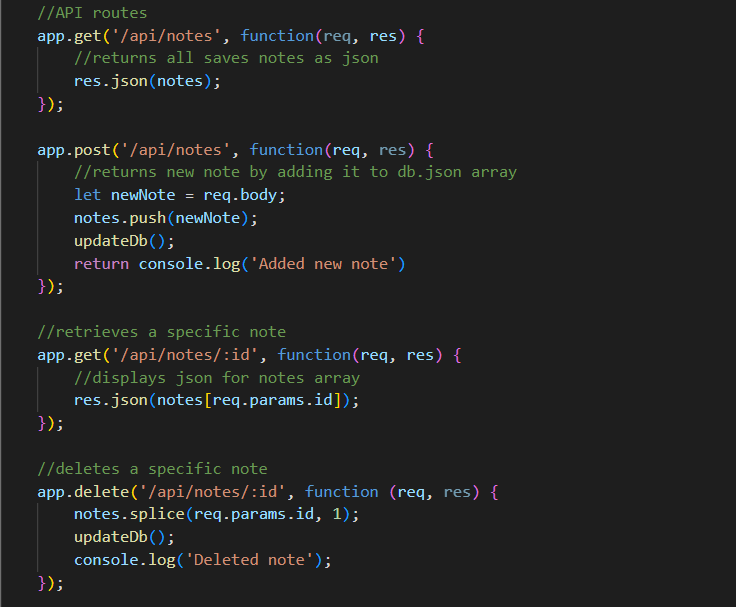 //API routes
app.get('/api/notes', function(req, res) {
    //returns all saves notes as json
    res.json(notes);
});

app.post('/api/notes', function(req, res) {
    //returns new note by adding it to db.json array
    let newNote = req.body;
    notes.push(newNote);
    updateDb();
    return console.log('Added new note')
});

//retrieves a specific note
app.get('/api/notes/:id', function(req, res) {
    //displays json for notes array
    res.json(notes[req.params.id]);
});

//deletes a specific note
app.delete('/api/notes/:id', function (req, res) {
    notes.splice(req.params.id, 1);
    updateDb();
    console.log('Deleted note');
});